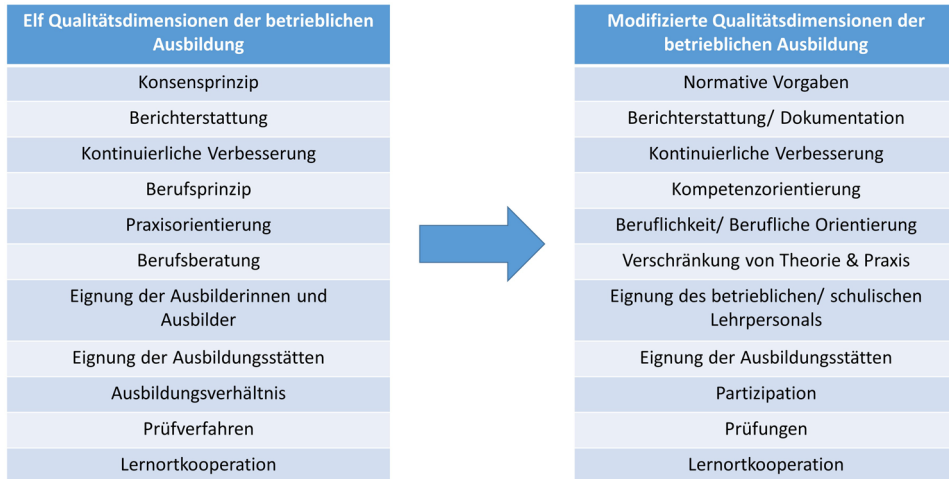 Elf Qualitätsdimensionen der betrieblichen
Ausbildung
Konsensprinzip
Berichterstattung
Kontinuierliche Verbesserung
Berufsprinzip
Praxisorientierung
Berufsberatung
Eignung der Ausbilderinnen und
Ausbilder
Eignung der Ausbildungsstätten
Ausbildungsverhältnis
Prüfverfahren
Lernortkooperation
Modifizierte Qualitätsdimensionen der
betrieblichen Ausbildung
Normative Vorgaben
Berichterstattung/ Dokumentation
Kontinuierliche Verbesserung
Kompetenzorientierung
Beruflichkeit/ Berufliche Orientierung
Verschränkung von Theorie & Praxis
Eignung des betrieblichen/ schulischen
Lehrpersonals
Eignung der Ausbildungsstätten
Partizipation
Prüfungen
Lernortkooperation